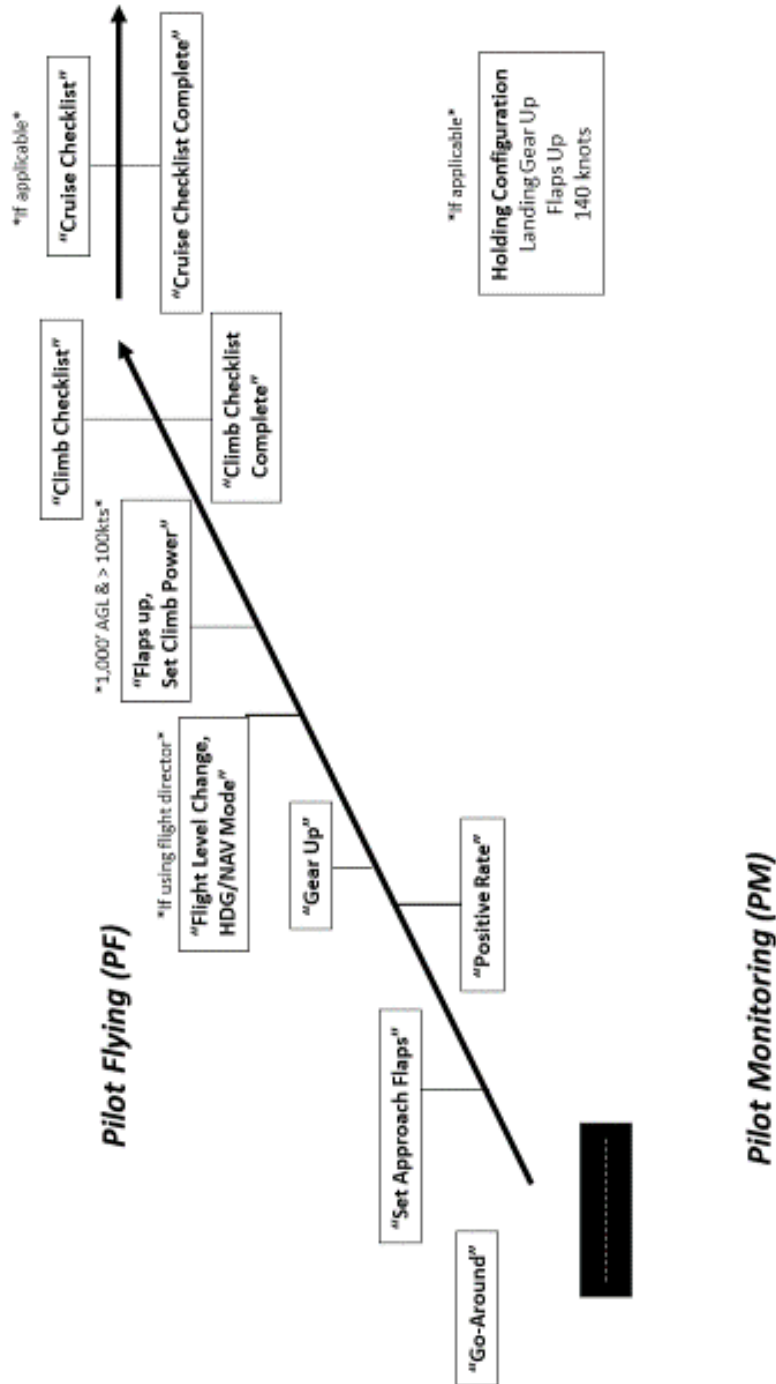 Pilot Flying (PF)
"Go-Around"
"Set Approach Flaps"
"Positive Rate"
"Gear Up"
*If using flight director*
"Flight Level Change,
HDG/NAV Mode"
*1,000' AGL & > 100kts*
"Flaps up,
Set Climb Power"
"Climb Checklist"
"Climb Checklist
Complete"
*If applicable*
"Cruise Checklist"
"Cruise Checklist Complete"
*If applicable*
Holding Configuration
Landing Gear Up
Flaps Up
140 knots
Pilot Monitoring (PM)